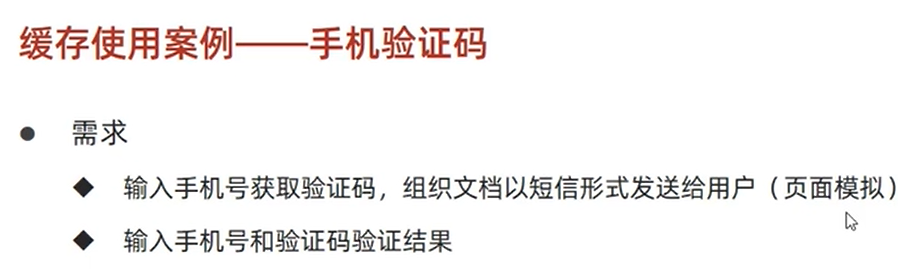 缓存使用案例——手机验证码
● 需求
◆ 输入手机号获取验证码，组织文档以短信形式发送给用户（页面模拟）
◆ 输入手机号和验证码验证结果